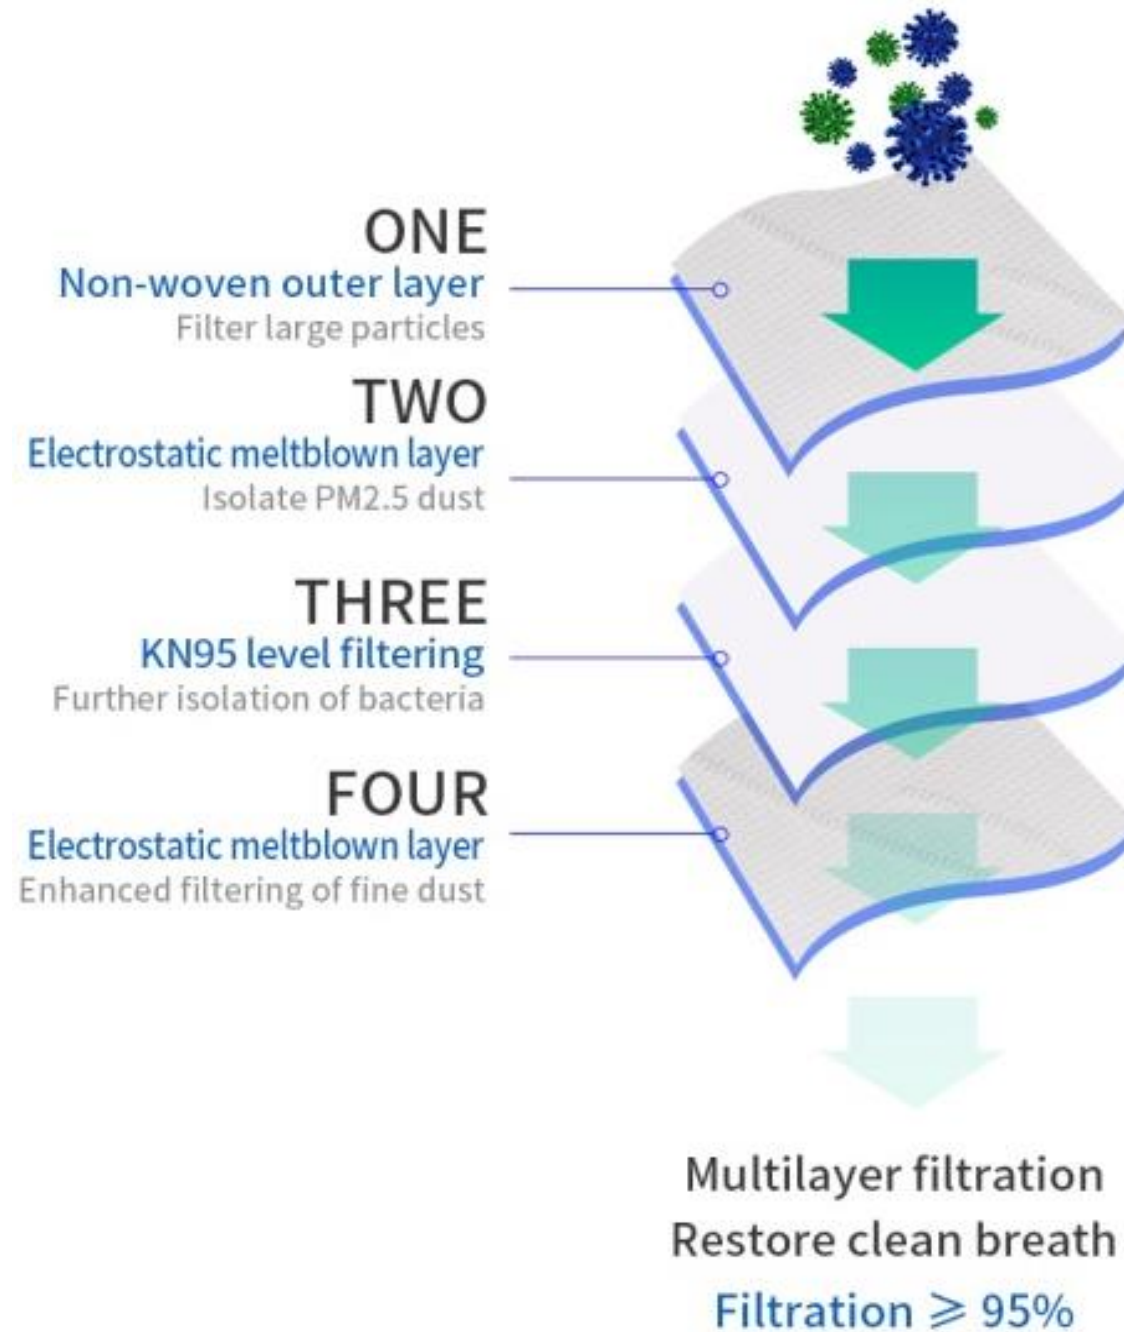 ONE
Non-woven outer layer
Filter large particles
TWO
Electrostatic meltblown layer
Isolate PM2.5 dust
THREE
KN95 level filtering
Further isolation of bacteria
FOUR
Electrostatic meltblown layer
Enhanced filtering of fine dust
Multilayer filtration
Restore clean breath
Filtration ⩾ 95%